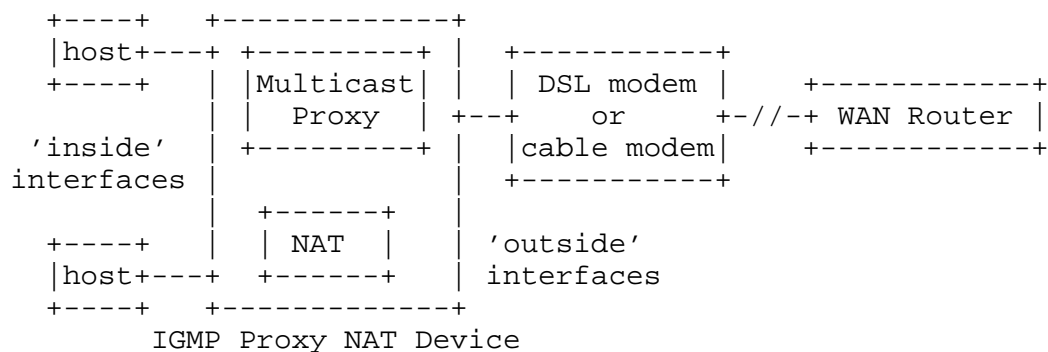 +----+   +-------------+
|host+---+ +---------+ |   +-----------+
+----+   | |Multicast| |   | DSL modem |     +------------+
         | |  Proxy  | +---+    or     +-//-+ WAN Router |
'inside' | +---------+ |   |cable modem|     +------------+
interfaces |             |   +-----------+
         |  +------+   |
+----+   |  | NAT  |   | 'outside'
|host+---+  +------+   | interfaces
+----+   +-------------+
IGMP Proxy NAT Device